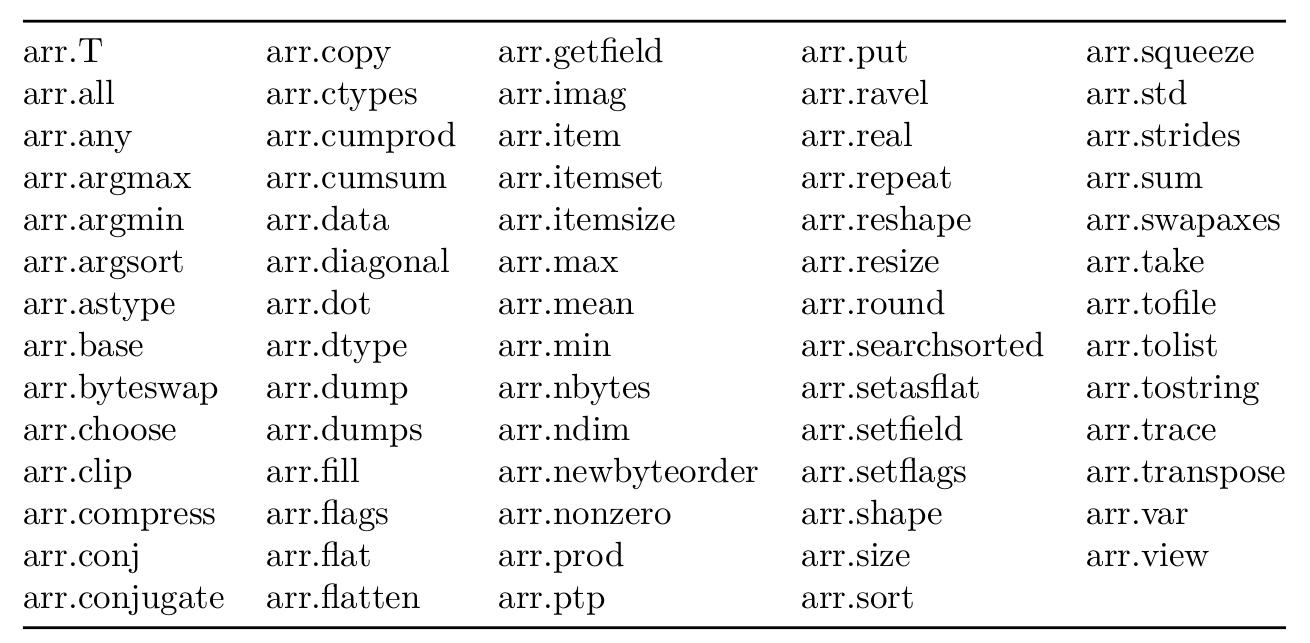 arr.T arr.copy arr.getfield arr.put arr.squeeze
arr.all arr.ctypes arr.imag arr.ravel arr.std
arr.any arr.cumprod arr.item arr.real arr.strides
arr.argmax arr.cumsum arr.itemset arr.repeat arr.sum
arr.argmin arr.data arr.itemsize arr.reshape arr.swapaxes
arr.argsort arr.diagonal arr.max arr.resize arr.take
arr.astype arr.dot arr.mean arr.round arr.tofile
arr.base arr.dtype arr.min arr.searchsorted arr.tolist
arr.byteswap arr.dump arr.nbytes arr.setasflat arr.tostring
arr.choose arr.dumps arr.ndim arr.setfield arr.trace
arr.clip arr.fill arr.newbyteorder arr.setflags arr.transpose
arr.compress arr.flags arr.nonzero arr.shape arr.var
arr.conj arr.flat arr.prod arr.size arr.view
arr.conjugate arr.flatten arr.ptp arr.sort